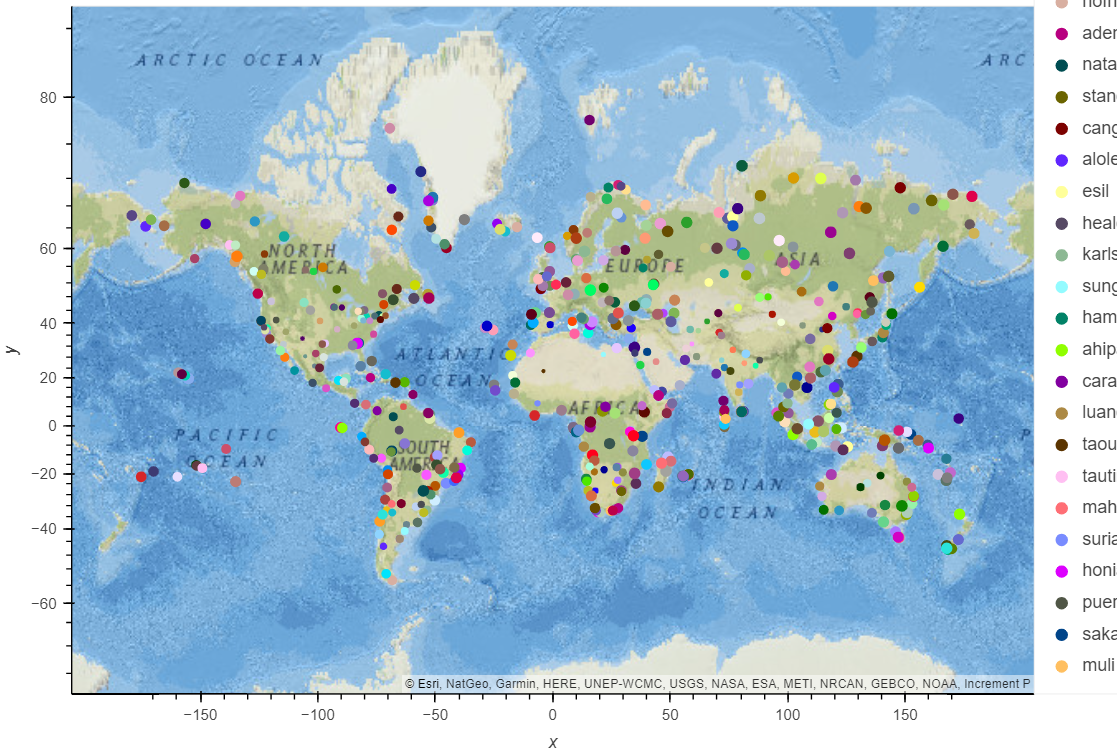 ARCTIC OCEAN
ARC
NORTH
AMERICA
EUROPE
ASIA
ATLANTIC
OCEAN
AFRICA
PACIFIC
OCEAN
SOUTH
AMERICA
INDIAN
OCEAN
P
© Esri, NatGeo, Garmin, HERE, UNEP-WCMC, USGS, NASA, ESA, METI, NRCAN, GEBCO, NOAA, Increment P
80
60
40
20
0
−20
−40
−60
y
−150
−100
−50
0
50
100
150
x
ader
nata
stan
cang
alole
esil
heal
karls
sung
ham
ahip
cara
luan
taou
tauti
mah
suria
honi
puer
saka
muli